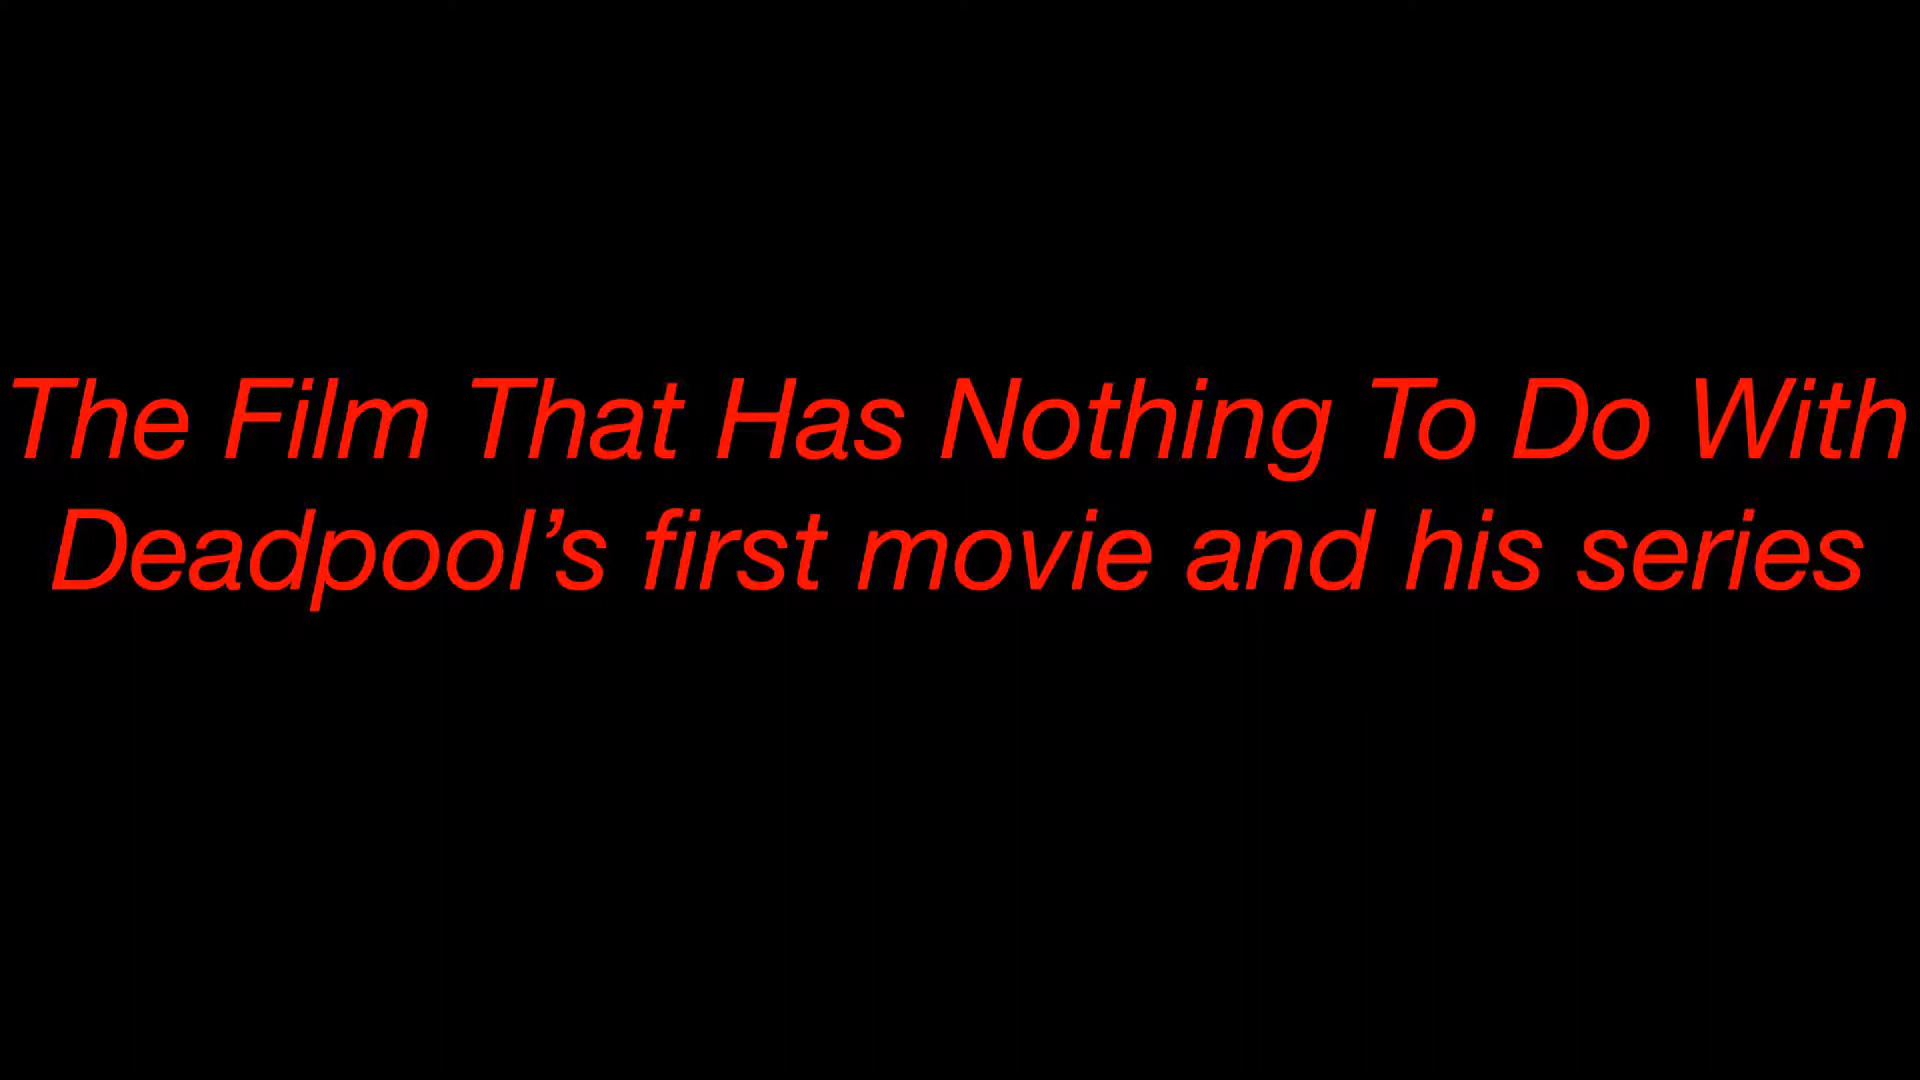 The Film That Has Nothing To Do With
Deadpool’s first movie and his series